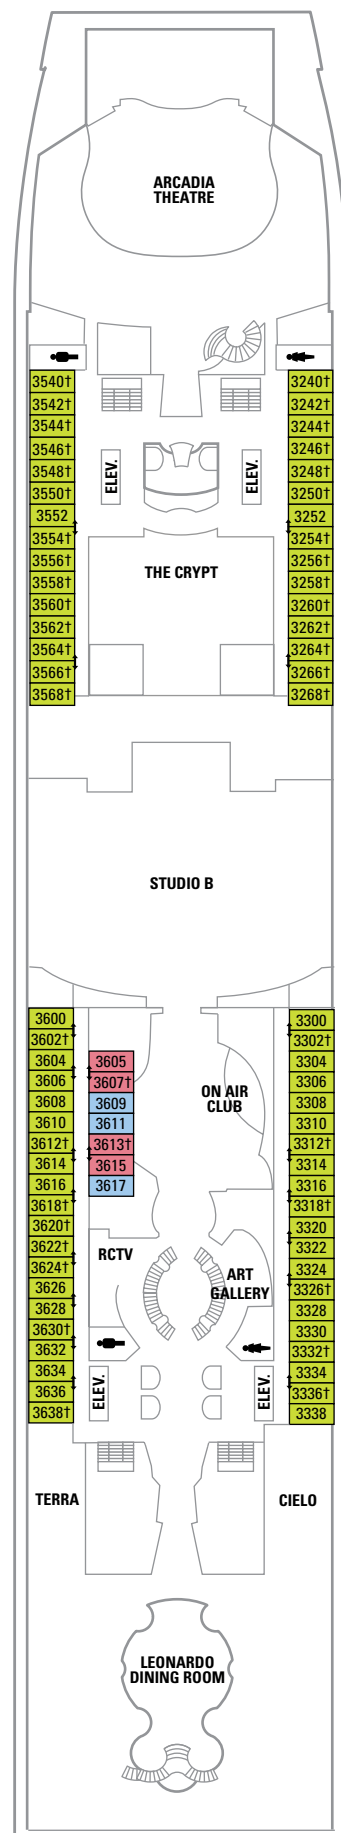 ARCADIA
THEATRE
3540† 3240†
3542† 3242†
3544† 3244†
3546† ELEV. ELEV. 3246†
3548† 3248†
3550† 3250†
3552 3252
3554† 3254†
3556† THE CRYPT 3256†
3558† 3258†
3560† 3260†
3562† 3262†
3564† 3264†
3566† 3266†
3568† 3268†
STUDIO B
3600 3300
3602† 3302†
3604 3605 3304
3606 3607† 3306
3608 3609 ON AIR 3308
3610 3611 CLUB 3310
3612† 3613† 3312†
3614 3615 3314
3616 3617 3316
3618† 3318†
3620† 3320
3622† RCTV 3322
3624† ART 3324
3626 GALLERY 3326†
3628 3328
3630† 3330
3632 3332†
3634 ELEV. ELEV. 3334
3636 3336†
3638† 3338
TERRA CIELO
LEONARDO
DINING ROOM